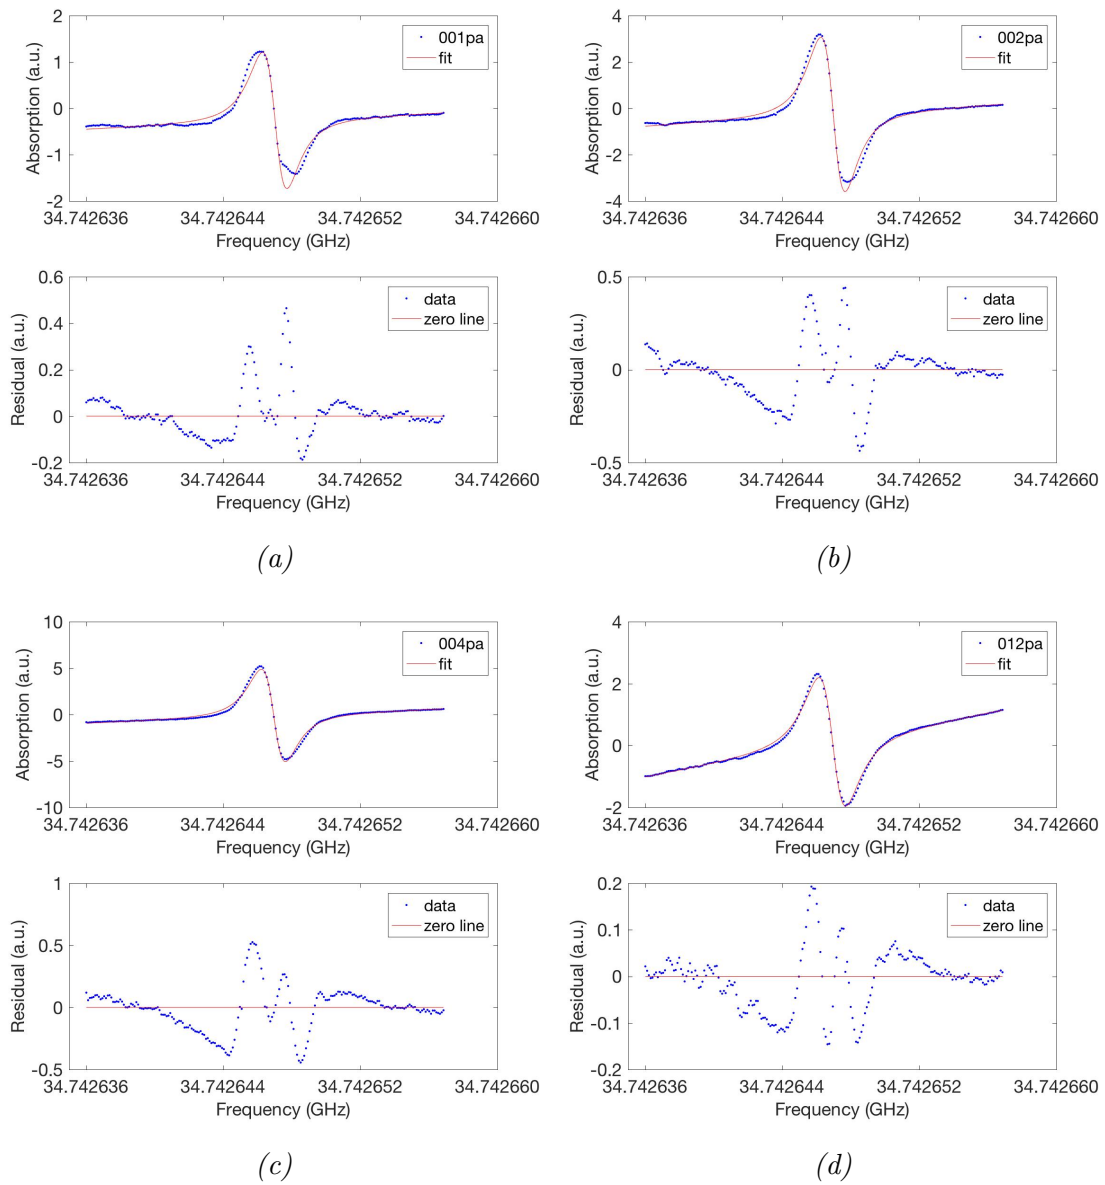 2
1
0
-1
-2
Absorption (a.u.)
001pa
fit
34.742636 34.742644 34.742652 34.742660
Frequency (GHz)
4
2
0
-2
-4
Absorption (a.u.)
002pa
fit
34.742636 34.742644 34.742652 34.742660
Frequency (GHz)
0.6
0.4
0.2
0
-0.2
Residual (a.u.)
data
zero line
34.742636 34.742644 34.742652 34.742660
Frequency (GHz)
0.5
0
-0.5
Residual (a.u.)
data
zero line
34.742636 34.742644 34.742652 34.742660
Frequency (GHz)
(a)
(b)
10
5
0
-5
-10
Absorption (a.u.)
004pa
fit
34.742636 34.742644 34.742652 34.742660
Frequency (GHz)
4
2
0
-2
Absorption (a.u.)
012pa
fit
34.742636 34.742644 34.742652 34.742660
Frequency (GHz)
1
0.5
0
-0.5
Residual (a.u.)
data
zero line
34.742636 34.742644 34.742652 34.742660
Frequency (GHz)
0.2
0.1
0
-0.1
-0.2
Residual (a.u.)
data
zero line
34.742636 34.742644 34.742652 34.742660
Frequency (GHz)
(c)
(d)